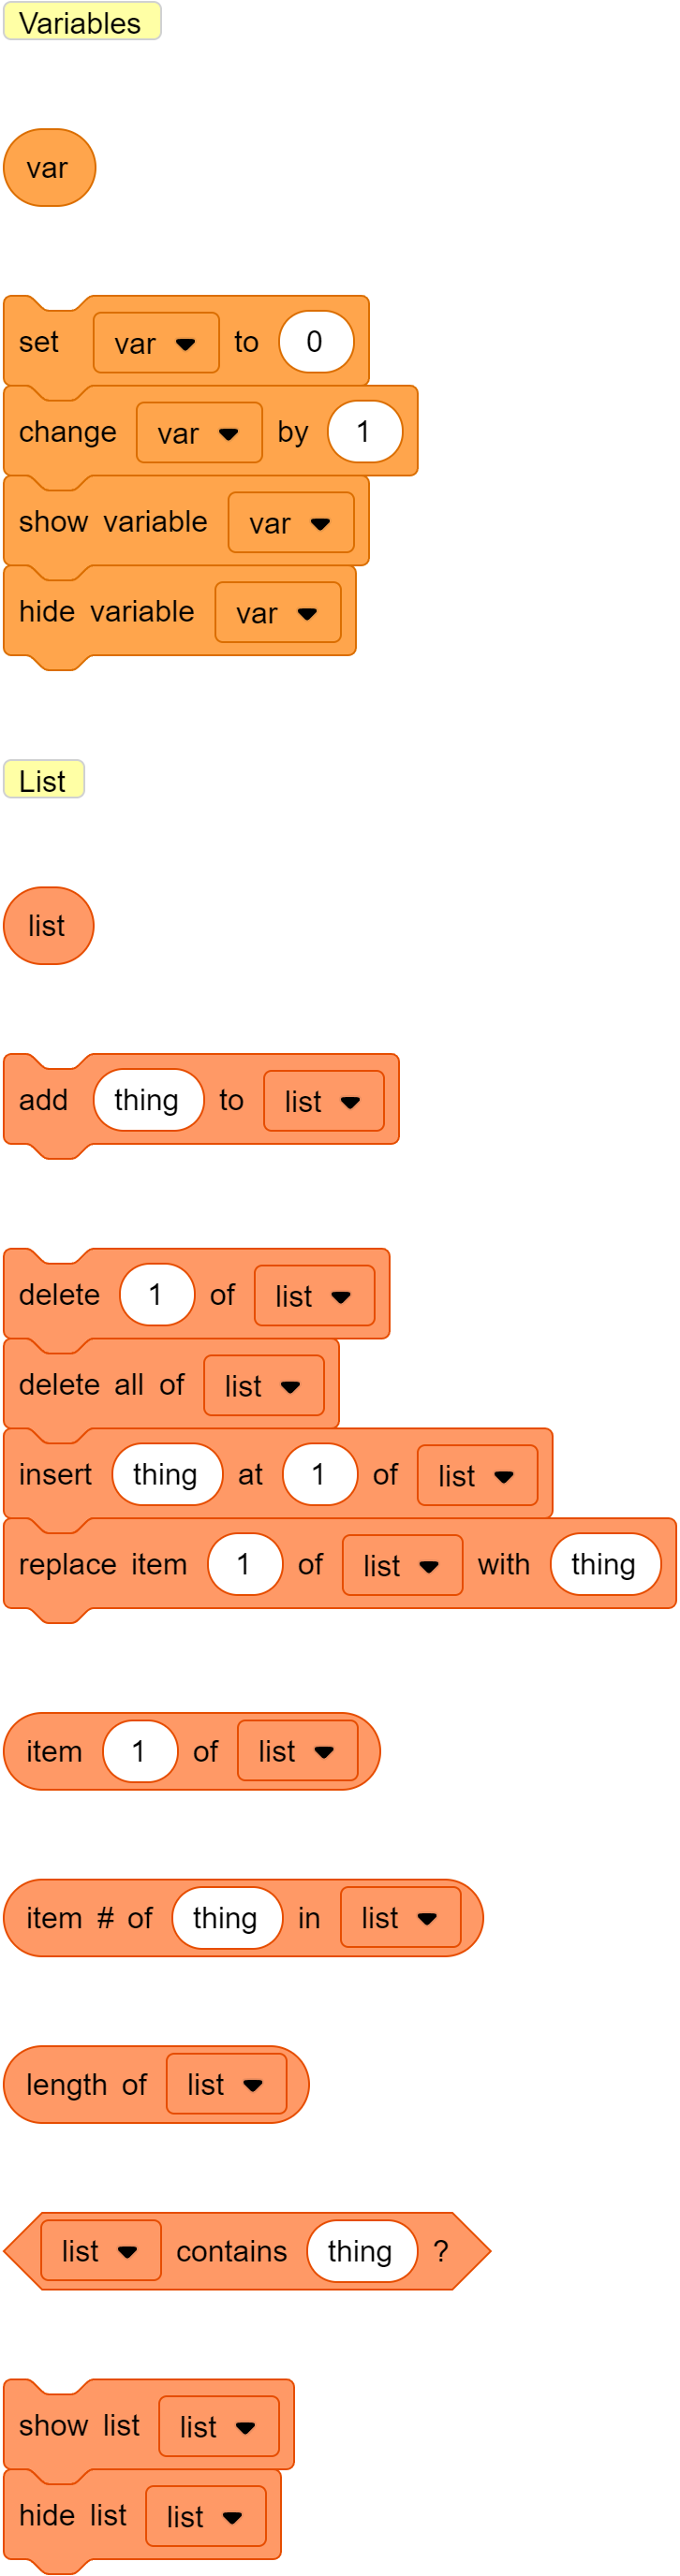 Variables
var
set var to 0
change var by 1
show variable var
hide variable var
List
list
add thing to list
delete 1 of list
delete all of list
insert thing at 1 of list
replace item 1 of list with thing
item 1 of list
item # of thing in list
length of list
list contains thing ?
show list list
hide list list